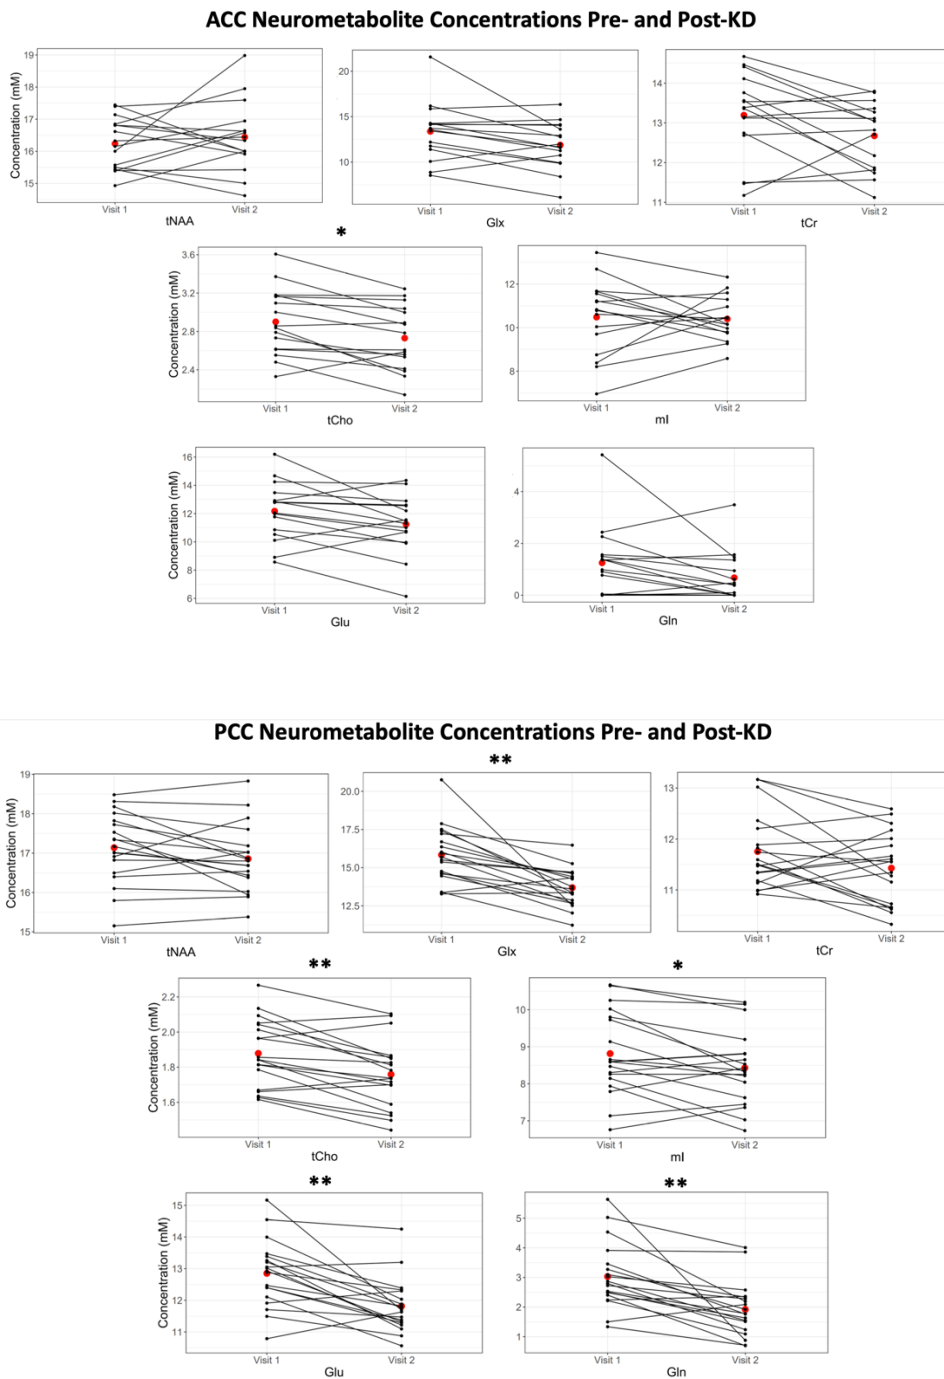 ACC Neurometabolite Concentrations Pre- and Post-KD
Concentration (mM)
19
18
17
16
15
Visit 1
Visit 2
tNAA
20
15
10
Visit 1
Visit 2
Glx
14
13
12
11
Visit 1
Visit 2
tCr
*
Concentration (mM)
3.6
3.2
2.8
2.4
Visit 1
Visit 2
tCho
12
10
8
Visit 1
Visit 2
mI
Concentration (mM)
16
14
12
10
8
6
Visit 1
Visit 2
Glu
4
2
0
Visit 1
Visit 2
Gln
PCC Neurometabolite Concentrations Pre- and Post-KD
Concentration (mM)
19
18
17
16
15
Visit 1
Visit 2
tNAA
**
20.0
17.5
15.0
12.5
Visit 1
Visit 2
Glx
13
12
11
Visit 1
Visit 2
tCr
**
Concentration (mM)
2.2
2.0
1.8
1.6
Visit 1
Visit 2
tCho
*
10
9
8
7
Visit 1
Visit 2
mI
**
Concentration (mM)
15
14
13
12
11
Visit 1
Visit 2
Glu
**
5
4
3
2
1
Visit 1
Visit 2
Gln